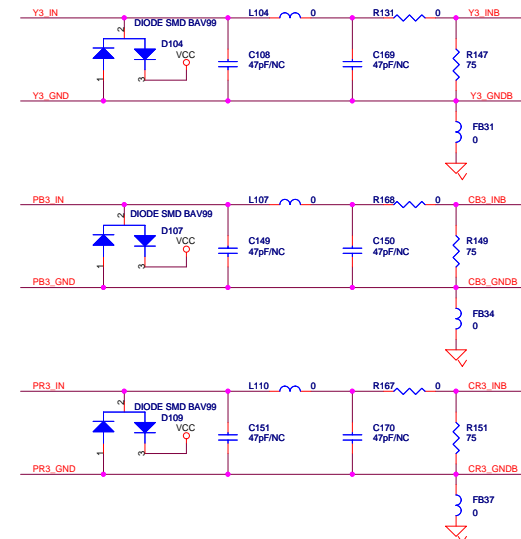 Y3_IN
L104
0
R131
0
Y3_INB
2
DIODE SMD BAV99
D104
VCC
C108
47pF/NC
C169
47pF/NC
R147
75
1
3
Y3_GND
Y3_GNDB
FB31
0
PB3_IN
L107
0
R168
0
CB3_INB
2
DIODE SMD BAV99
D107
VCC
C149
47pF/NC
C150
47pF/NC
R149
75
1
3
PB3_GND
CB3_GNDB
FB34
0
PR3_IN
L110
0
R167
0
CR3_INB
2
DIODE SMD BAV99
D109
VCC
C151
47pF/NC
C170
47pF/NC
R151
75
1
3
PR3_GND
CR3_GNDB
FB37
0